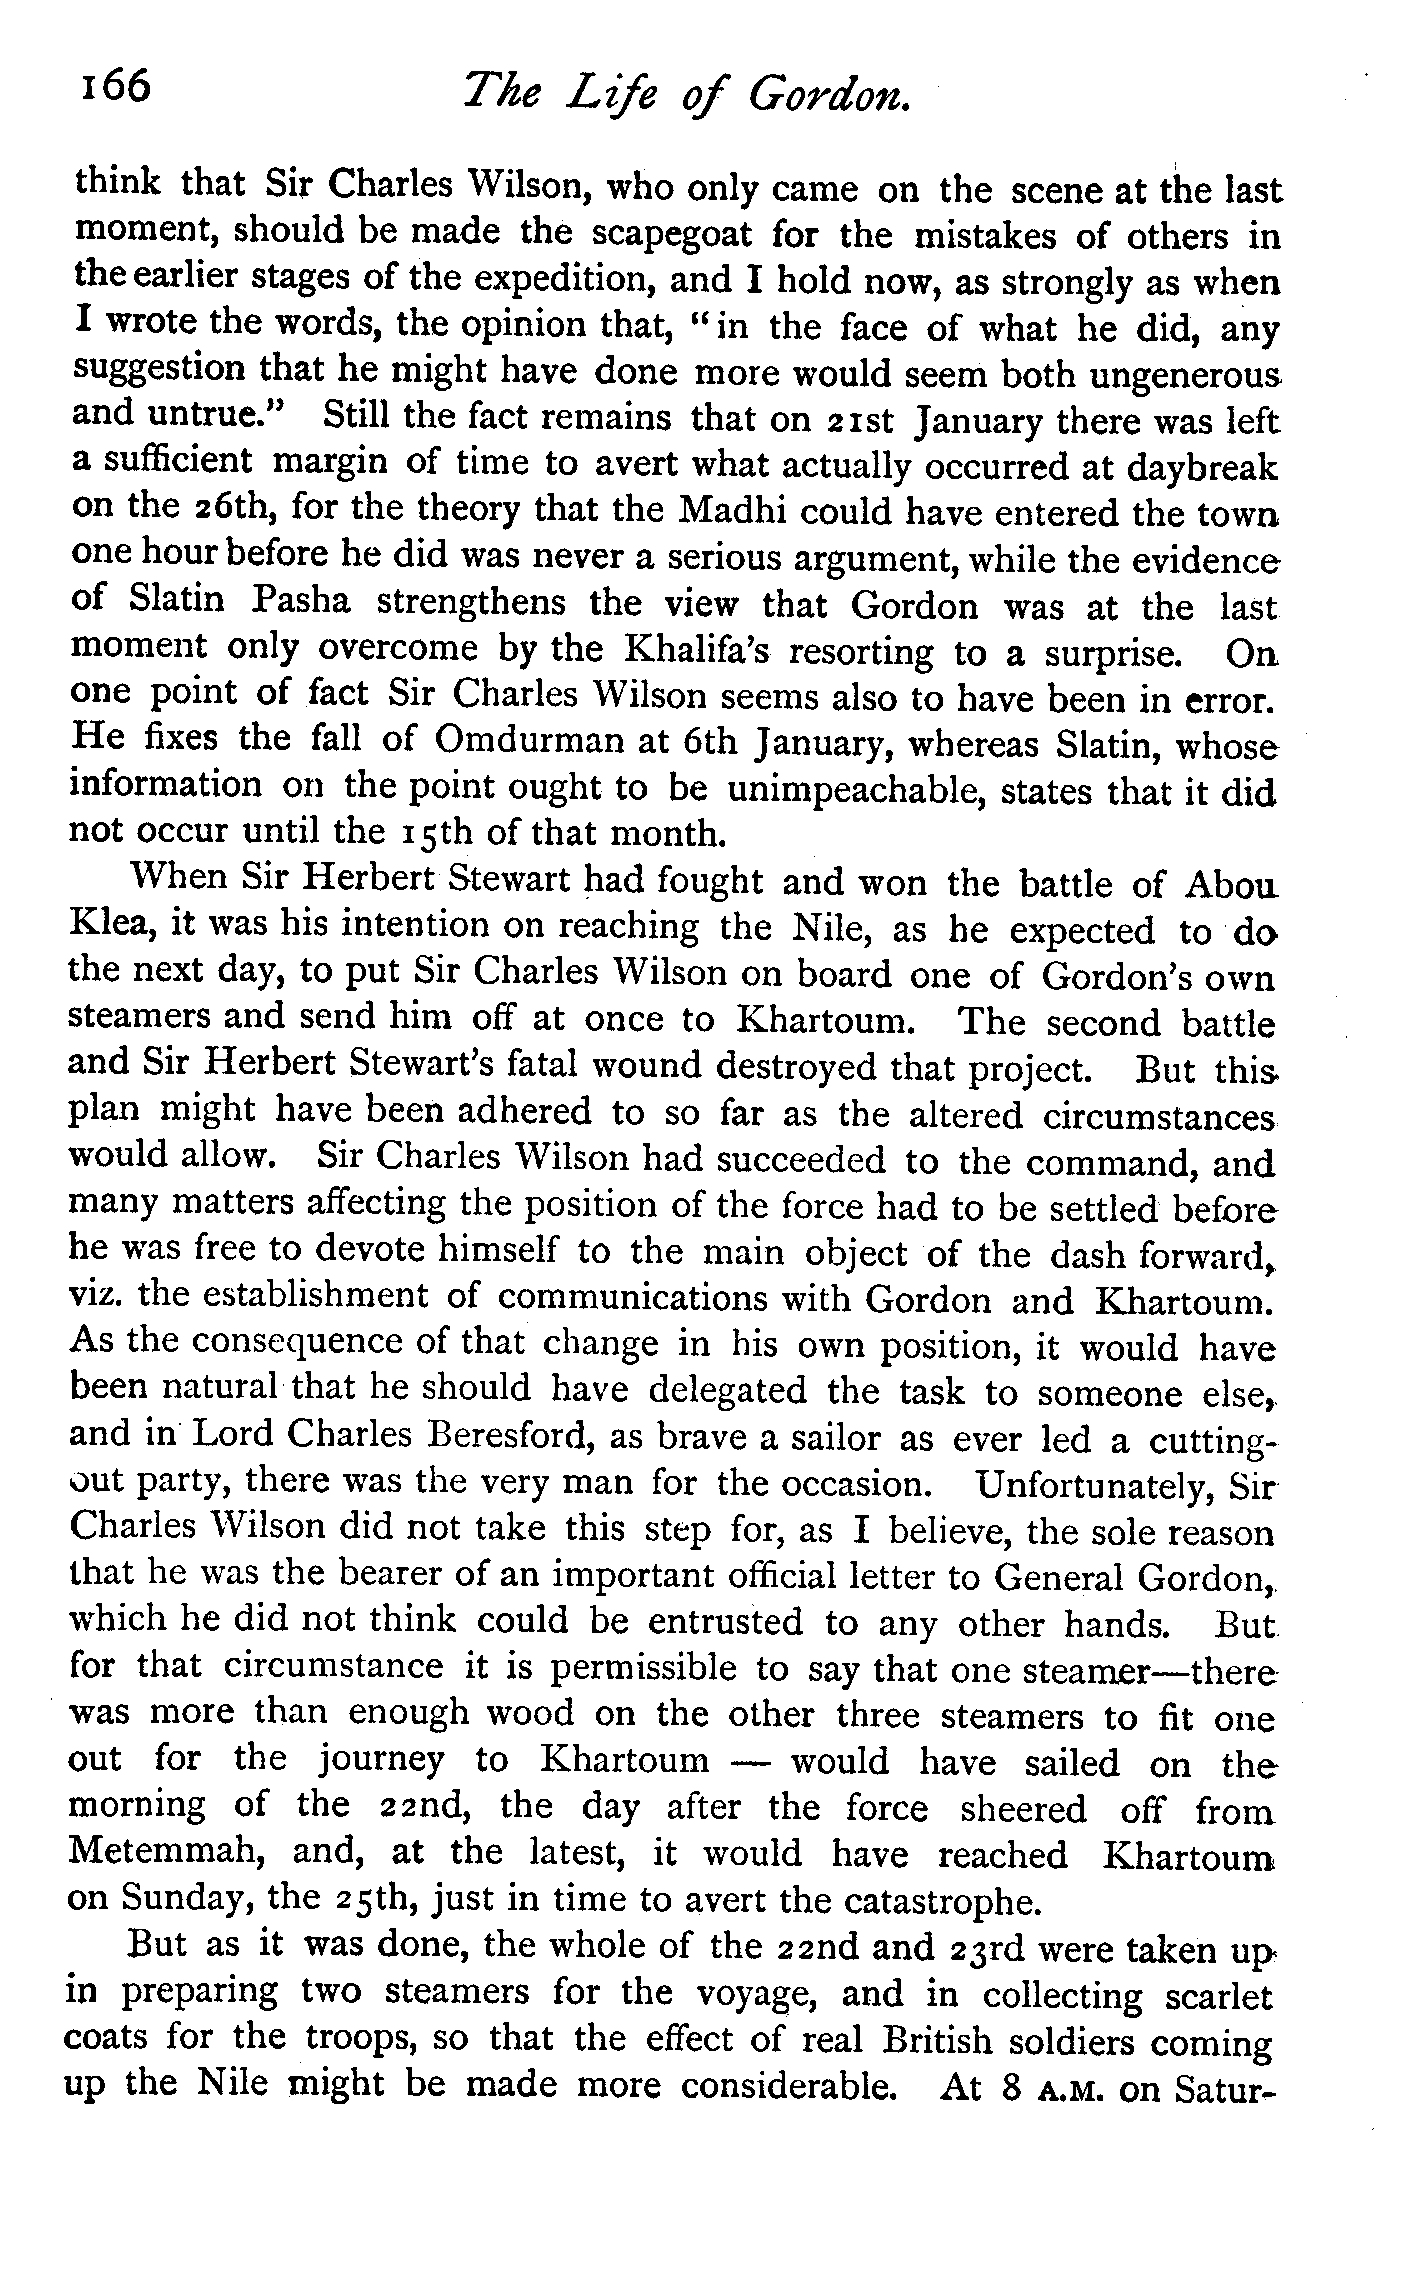 166 The Life of Gordon.
think that Sir Charles Wilson, who only came on the scene at the last
moment, should be made the scapegoat for the mistakes of others in
the earlier stages of the expedition, and I hold now, as strongly as when
I wrote the words, the opinion that, "in the face of what he did, any
suggestion that he might have done more would seem both ungenerous
and untrue." Still the fact remains that on 21st January there was left
a sufficient margin of time to avert what actually occurred at daybreak
on the 26th, for the theory that the Madhi could have entered the town
one hour before he did was never a serious argument, while the evidence
of Slatin Pasha strengthens the view that Gordon was at the last
moment only overcome by the Khalifa's resorting to a surprise. On
one point of fact Sir Charles Wilson seems also to have been in error.
He fixes the fall of Omdurman at 6th January, whereas Slatin, whose
information on the point ought to be unimpeachable, states that it did
not occur until the 15th of that month.
When Sir Herbert Stewart had fought and won the battle of Abou
Klea, it was his intention on reaching the Nile, as he expected to do
the next day, to put Sir Charles Wilson on board one of Gordon's own
steamers and send him off at once to Khartoum. The second battle
and Sir Herbert Stewart's fatal wound destroyed that project. But this
plan might have been adhered to so far as the altered circumstances
would allow. Sir Charles Wilson had succeeded to the command, and
many matters affecting the position of the force had to be settled before
he was free to devote himself to the main object of the dash forward,
viz. the establishment of communications with Gordon and Khartoum.
As the consequence of that change in his own position, it would have
been natural that he should have delegated the task to someone else,
and in Lord Charles Beresford, as brave a sailor as ever led a cutting-
out party, there was the very man for the occasion. Unfortunately, Sir
Charles Wilson did not take this step for, as I believe, the sole reason
that he was the bearer of an important official letter to General Gordon,
which he did not think could be entrusted to any other hands. But
for that circumstance it is permissible to say that one steamer—there
was more than enough wood on the other three steamers to fit one
out for the journey to Khartoum — would have sailed on the
morning of the 22nd, the day after the force sheered off from
Metemmah, and, at the latest, it would have reached Khartoum
on Sunday, the 25th, just in time to avert the catastrophe.
But as it was done, the whole of the 22nd and 23rd were taken up
in preparing two steamers for the voyage, and in collecting scarlet
coats for the troops, so that the effect of real British soldiers coming
up the Nile might be made more considerable. At 8 A.M. on Satur-